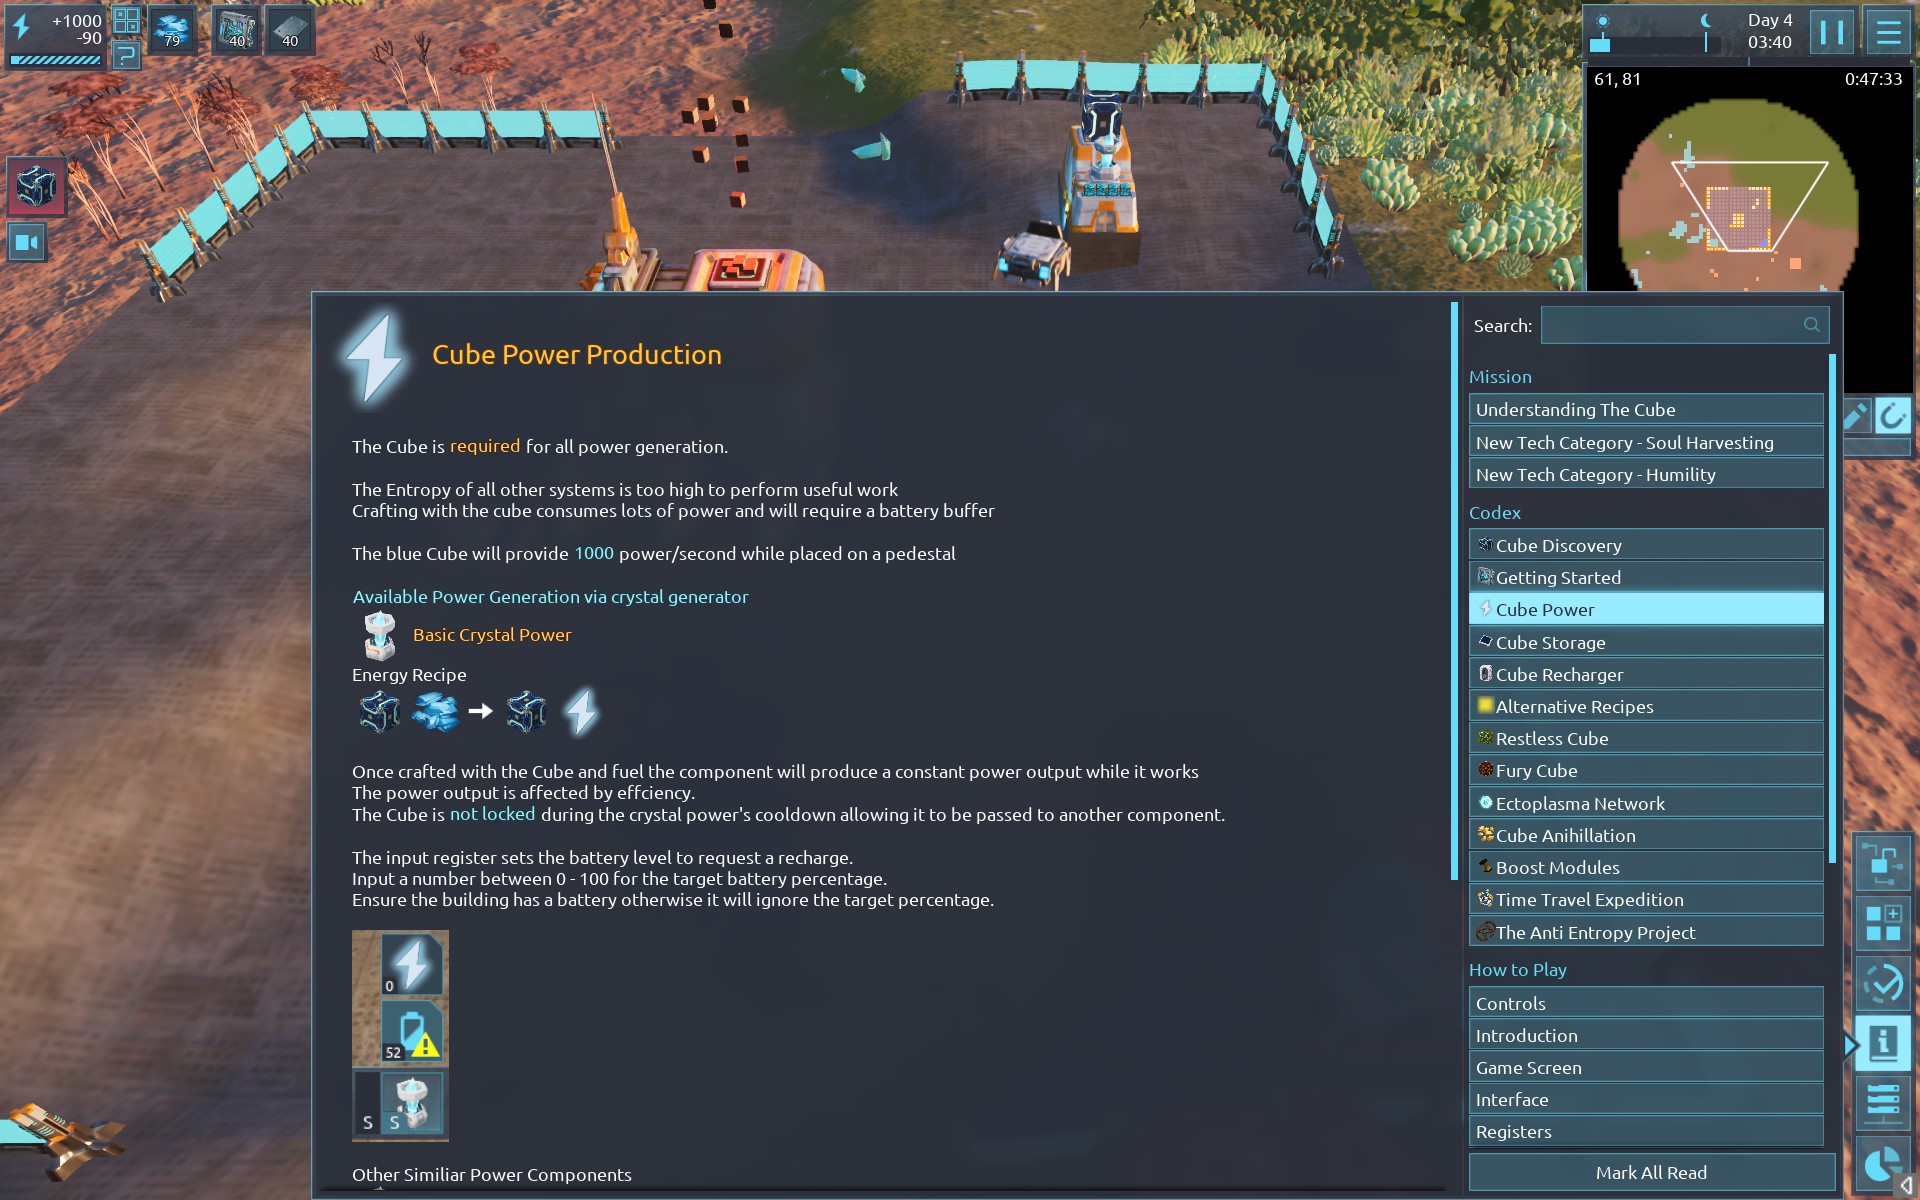 +1000
-90
79
40
40
Day 4
03:40
61, 81
0:47:33
Cube Power Production
The Cube is required for all power generation.
The Entropy of all other systems is too high to perform useful work
Crafting with the cube consumes lots of power and will require a battery buffer
The blue Cube will provide 1000 power/second while placed on a pedestal
Available Power Generation via crystal generator
Basic Crystal Power
Energy Recipe
Once crafted with the Cube and fuel the component will produce a constant power output while it works
The power output is affected by effciency.
The Cube is not locked during the crystal power's cooldown allowing it to be passed to another component.
The input register sets the battery level to request a recharge.
Input a number between 0 - 100 for the target battery percentage.
Ensure the building has a battery otherwise it will ignore the target percentage.
0
52
S
S
Other Similiar Power Components
Search:
Mission
Understanding The Cube
New Tech Category - Soul Harvesting
New Tech Category - Humility
Codex
Cube Discovery
Getting Started
Cube Power
Cube Storage
Cube Recharger
Alternative Recipes
Restless Cube
Fury Cube
Ectoplasma Network
Cube Anihillation
Boost Modules
Time Travel Expedition
The Anti Entropy Project
How to Play
Controls
Introduction
Game Screen
Interface
Registers
Mark All Read